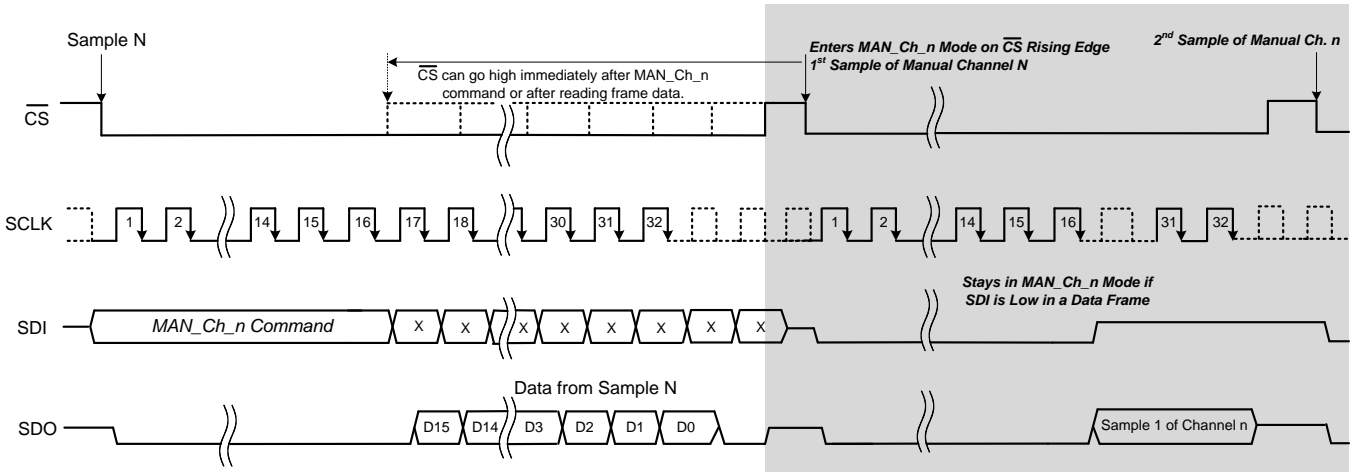 Sample N
Enters MAN_Ch_n Mode on CS Rising Edge
1st Sample of Manual Channel N
2nd Sample of Manual Ch. n
CS can go high immediately after MAN_Ch_n
command or after reading frame data.
CS
SCLK
1 2 14 15 16 17 18 30 31 32 1 2 14 15 16 31 32
Stays in MAN_Ch_n Mode if
SDI is Low in a Data Frame
SDI
MAN_Ch_n Command X X X X X X X X
Data from Sample N
SDO
D15 D14 D3 D2 D1 D0 Sample 1 of Channel n